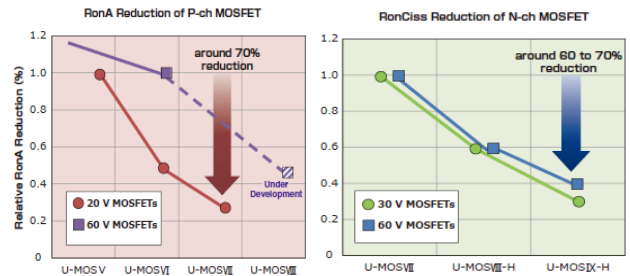 RonA Reduction of P-ch MOSFET
Relative RonA Reduction (%)
1.2
1.0
0.8
0.6
0.4
0.2
0
around 70%
reduction
Under
Development
20 V MOSFETs
60 V MOSFETs
U-MOSⅤ
U-MOSⅥ
U-MOSⅦ
U-MOSⅧ
RonCiss Reduction of N-ch MOSFET
1.2
1.0
0.8
0.6
0.4
0.2
0
around 60 to 70%
reduction
30 V MOSFETs
60 V MOSFETs
U-MOSⅦ
U-MOSⅧ-H
U-MOSⅨ-H